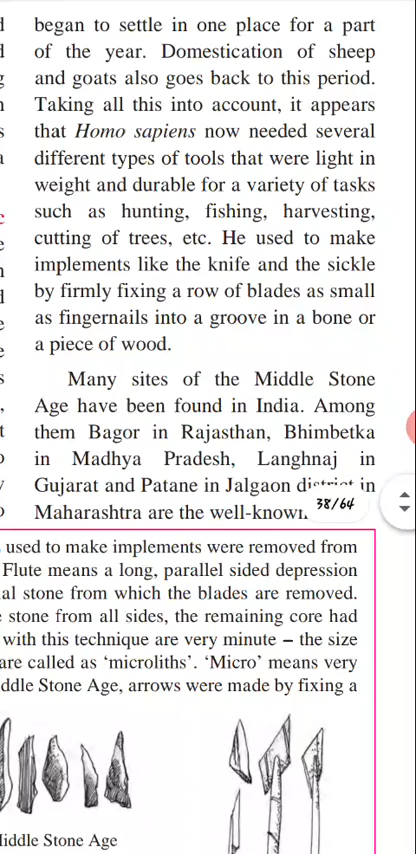 began to settle in one place for a part
of the year. Domestication of sheep
and goats also goes back to this period.
Taking all this into account, it appears
that Homo sapiens now needed several
different types of tools that were light in
weight and durable for a variety of tasks
such as hunting, fishing, harvesting,
cutting of trees, etc. He used to make
implements like the knife and the sickle
by firmly fixing a row of blades as small
as fingernails into a groove in a bone or
a piece of wood.
Many sites of the Middle Stone
Age have been found in India. Among
them Bagor in Rajasthan, Bhimbetka
in Madhya Pradesh, Langhnaj in
Gujarat and Patane in Jalgaon district in
Maharashtra are the well-known
38/64
used to make implements were removed from
Flute means a long, parallel sided depression
al stone from which the blades are removed.
stone from all sides, the remaining core had
with this technique are very minute – the size
are called as ‘microliths’. ‘Micro’ means very
ddle Stone Age, arrows were made by fixing a
iddle Stone Age